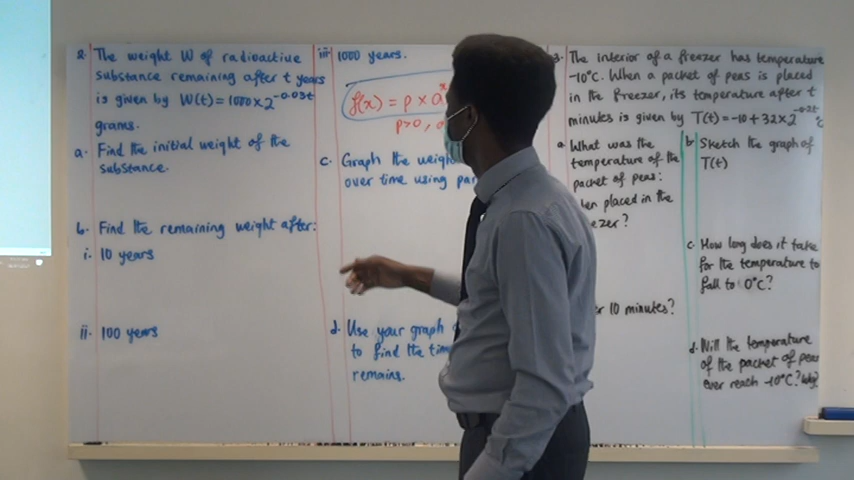 2. The weight W of radioactive
substance remaining after t years
is given by W(t) = 1000 × 2^-0.03t
grams.
a. Find the initial weight of the
substance.
b. Find the remaining weight after:
i. 10 years
ii. 100 years
iii. 1000 years.
f(x) = p × a^x
p>0, a
c. Graph the weigh
over time using par
d. Use your graph
to find the tim
remains.
3. The interior of a freezer has temperature
-10°C. When a packet of peas is placed
in the freezer, its temperature after t
minutes is given by T(t) = -10 + 32 × 2^-0.2t °C
a. What was the
temperature of the
packet of peas:
hen placed in the
eezer?
r 10 minutes?
b. Sketch the graph of
T(t)
c. How long does it take
for the temperature to
fall to 0°C?
d. Will the temperature
of the packet of peas
ever reach -10°C? Why?